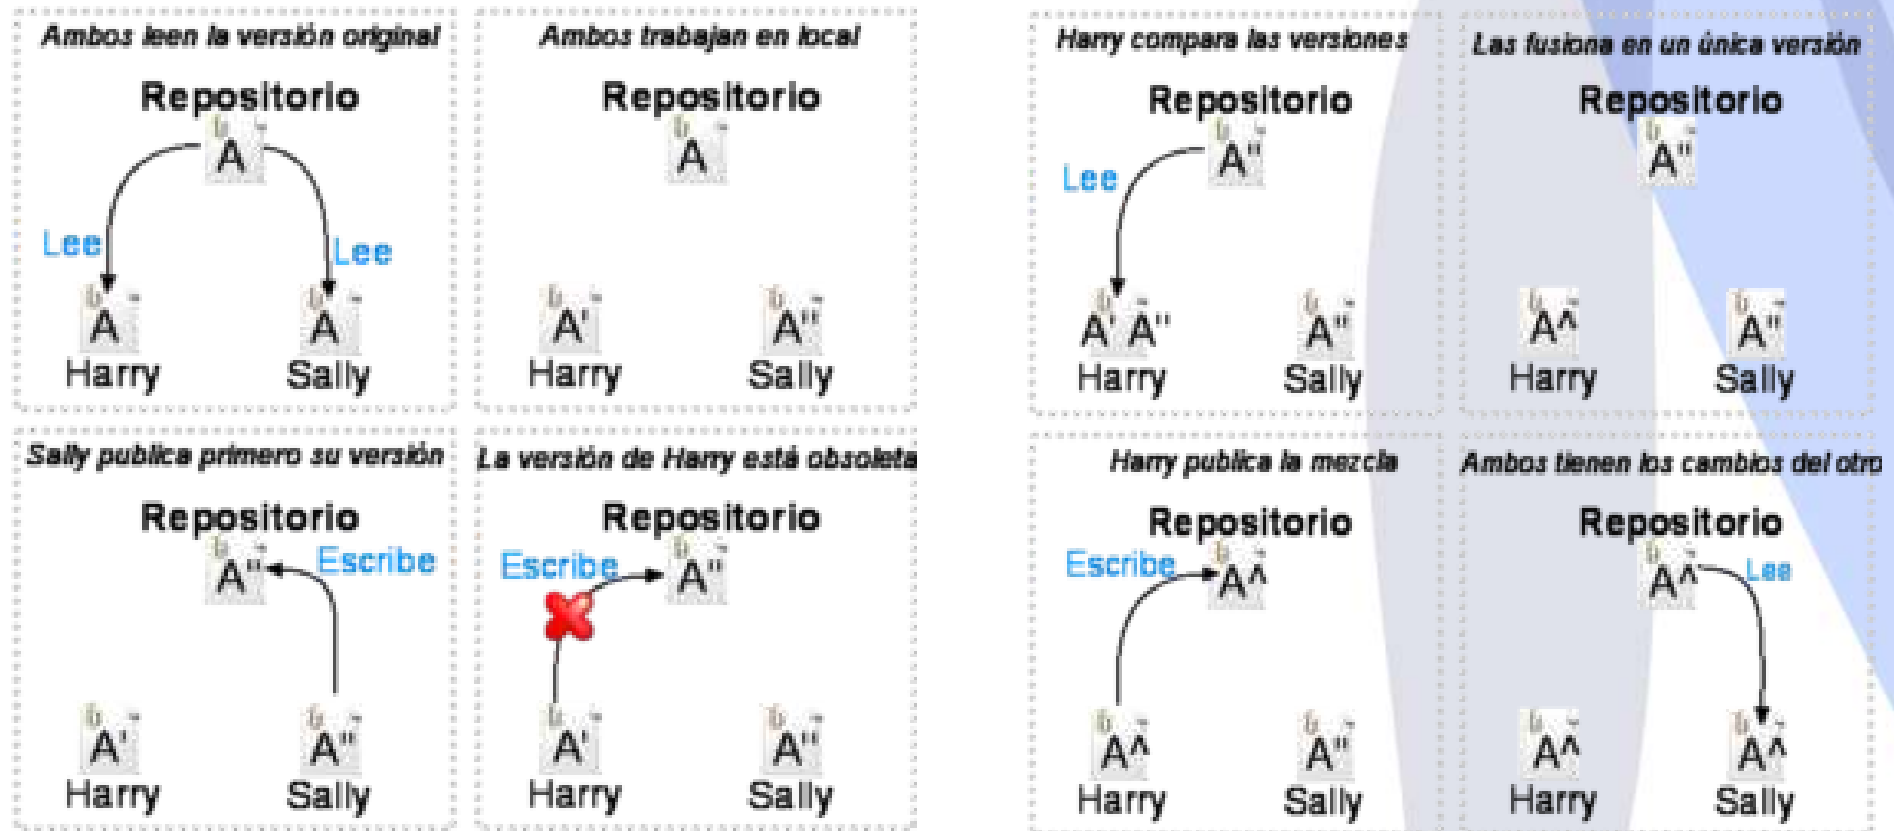 Ambos leen la versión original
Repositorio
A
Lee
Lee
A
A
Harry
Sally
Ambos trabajan en local
Repositorio
A
A'
A"
Harry
Sally
Sally publica primero su versión
Repositorio
A"
Escribe
A'
A"
Harry
Sally
La versión de Harry está obsoleta
Repositorio
Escribe
A"
A'
A"
Harry
Sally
Harry compara las versiones
Repositorio
A"
Lee
A' A"
A"
Harry
Sally
Las fusiona en un única versión
Repositorio
A"
A^
A"
Harry
Sally
Harry publica la mezcla
Repositorio
Escribe
A^
A^
A"
Harry
Sally
Ambos tienen los cambios del otro
Repositorio
A^
Lee
A^
A^
Harry
Sally